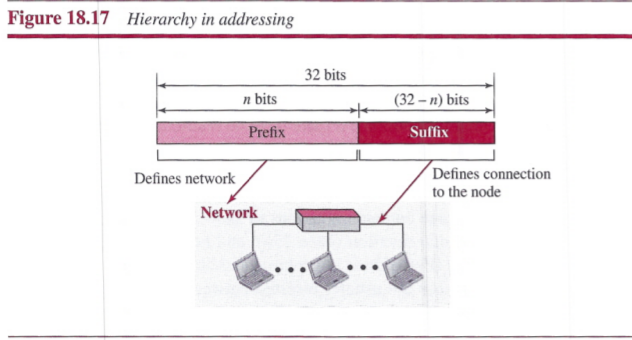 Figure 18.17 Hierarchy in addressing
32 bits
n bits
(32 – n) bits
Prefix
Suffix
Defines network
Defines connection
to the node
Network